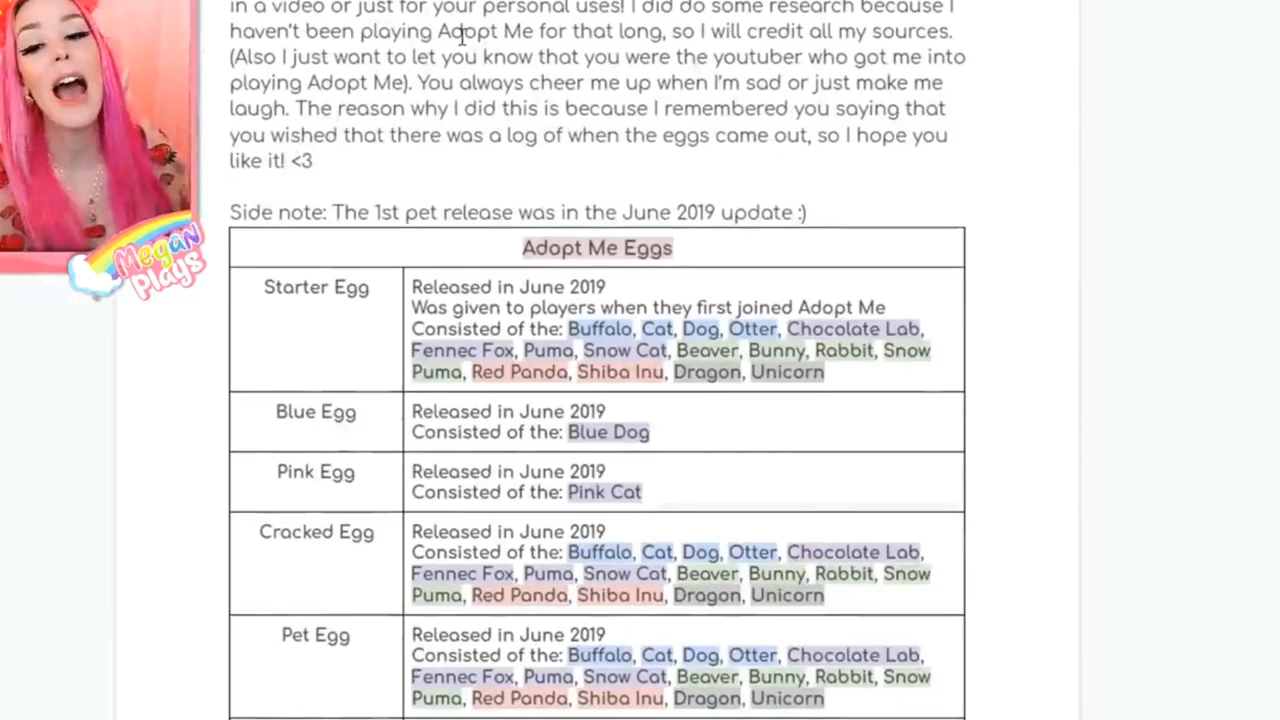 in a video or just for your personal uses! I did do some research because I
haven't been playing Adopt Me for that long, so I will credit all my sources.
(Also I just want to let you know that you were the youtuber who got me into
playing Adopt Me). You always cheer me up when I'm sad or just make me
laugh. The reason why I did this is because I remembered you saying that
you wished that there was a log of when the eggs came out, so I hope you
like it! <3
Megan
Plays
Side note: The 1st pet release was in the June 2019 update :)
Adopt Me Eggs
Starter Egg
Released in June 2019
Was given to players when they first joined Adopt Me
Consisted of the: Buffalo, Cat, Dog, Otter, Chocolate Lab,
Fennec Fox, Puma, Snow Cat, Beaver, Bunny, Rabbit, Snow
Puma, Red Panda, Shiba Inu, Dragon, Unicorn
Blue Egg
Released in June 2019
Consisted of the: Blue Dog
Pink Egg
Released in June 2019
Consisted of the: Pink Cat
Cracked Egg
Released in June 2019
Consisted of the: Buffalo, Cat, Dog, Otter, Chocolate Lab,
Fennec Fox, Puma, Snow Cat, Beaver, Bunny, Rabbit, Snow
Puma, Red Panda, Shiba Inu, Dragon, Unicorn
Pet Egg
Released in June 2019
Consisted of the: Buffalo, Cat, Dog, Otter, Chocolate Lab,
Fennec Fox, Puma, Snow Cat, Beaver, Bunny, Rabbit, Snow
Puma, Red Panda, Shiba Inu, Dragon, Unicorn